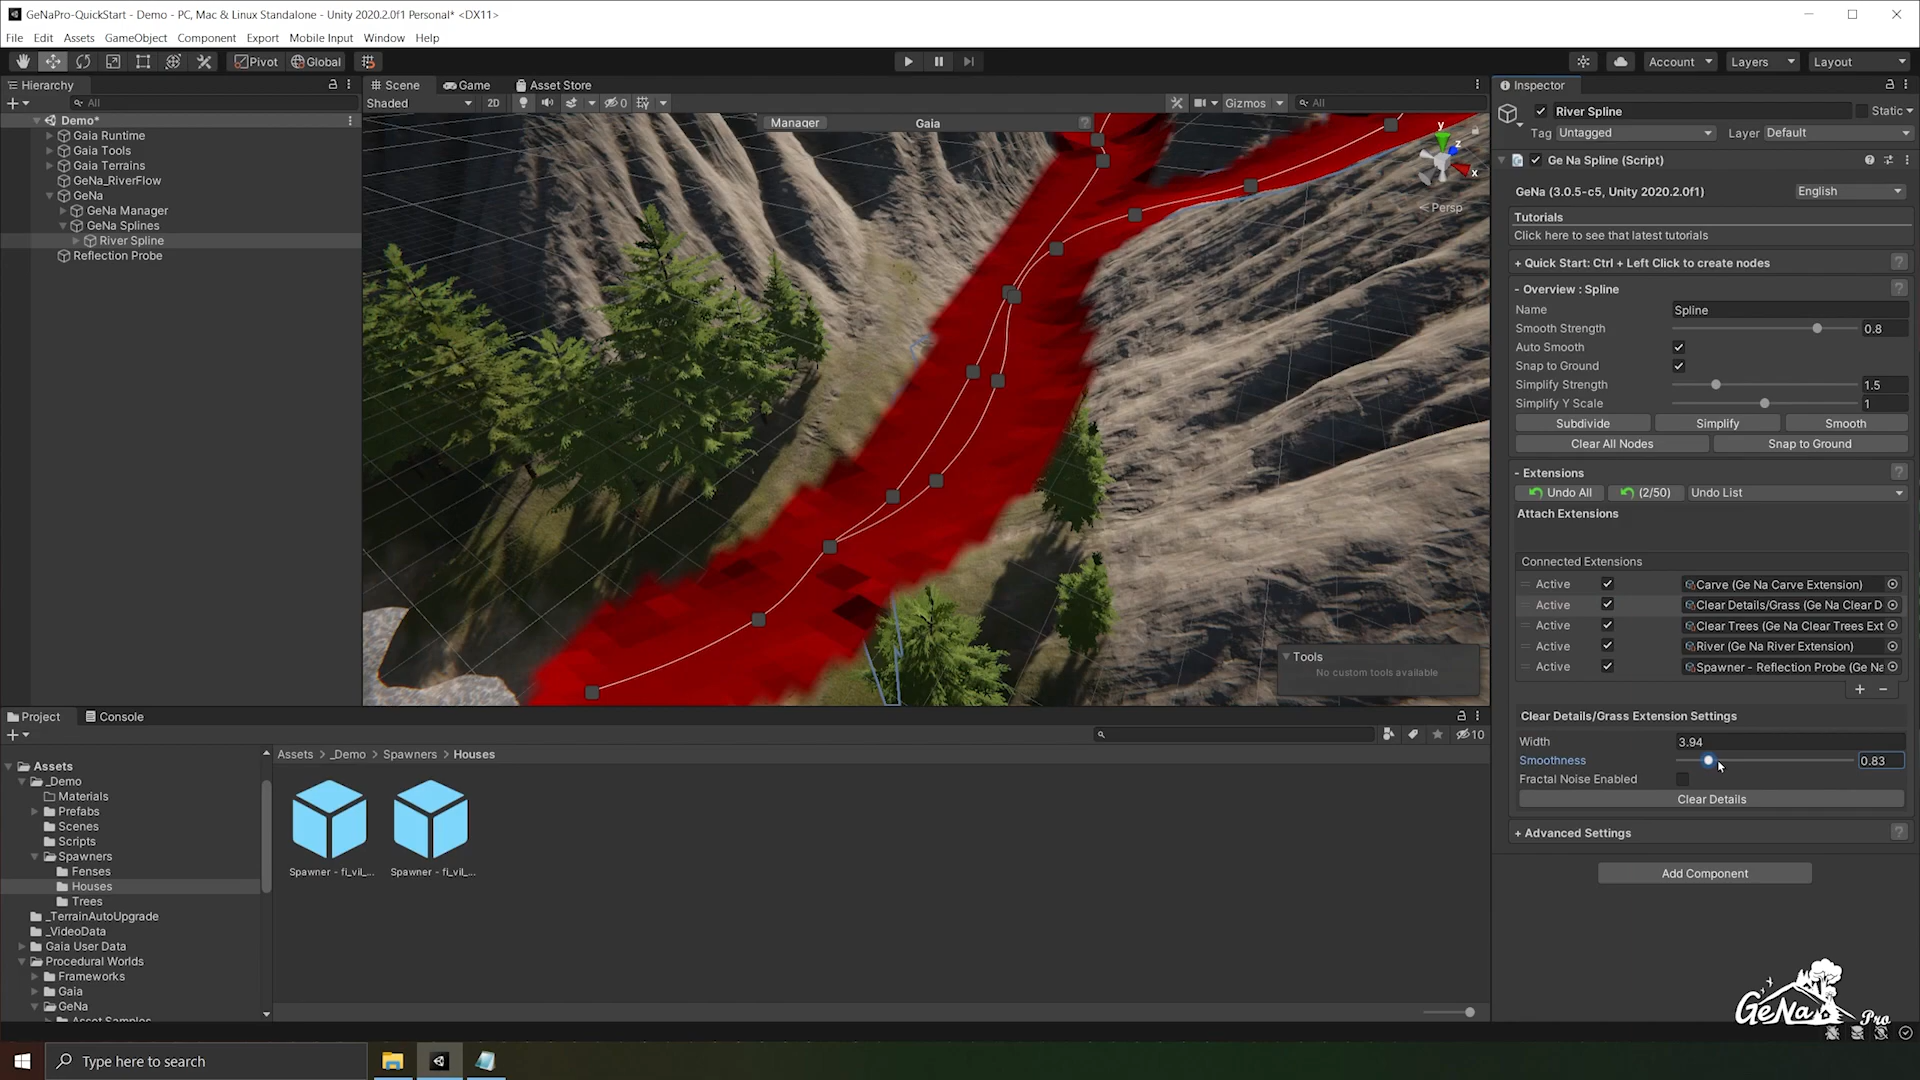 GeNaPro-QuickStart - Demo - PC, Mac & Linux Standalone - Unity 2020.2.0f1 Personal* <DX11>
File Edit Assets GameObject Component Export Mobile Input Window Help
Pivot Global Account Layers Layout
Hierarchy
All
Demo*
Gaia Runtime
Gaia Tools
Gaia Terrains
GeNa_RiverFlow
GeNa
GeNa Manager
GeNa Splines
River Spline
Reflection Probe
Scene Game Asset Store
Shaded 2D 0 Gizmos All
Manager Gaia
y
z
x
Persp
Tools
No custom tools available
Inspector
River Spline Static
Tag Untagged Layer Default
Ge Na Spline (Script)
GeNa (3.0.5-c5, Unity 2020.2.0f1) English
Tutorials
Click here to see that latest tutorials
+ Quick Start: Ctrl + Left Click to create nodes ?
- Overview : Spline ?
Name Spline
Smooth Strength 0.8
Auto Smooth
Snap to Ground
Simplify Strength 1.5
Simplify Y Scale 1
Subdivide Simplify Smooth
Clear All Nodes Snap to Ground
- Extensions ?
Undo All (2/50) Undo List
Attach Extensions
Connected Extensions
Active Carve (Ge Na Carve Extension)
Active Clear Details/Grass (Ge Na Clear D
Active Clear Trees (Ge Na Clear Trees Ext
Active River (Ge Na River Extension)
Active Spawner - Reflection Probe (Ge Na
+ −
Clear Details/Grass Extension Settings
Width 3.94
Smoothness 0.83
Fractal Noise Enabled
Clear Details
+ Advanced Settings ?
Add Component
Project Console
10
Assets
_Demo
Materials
Prefabs
Scenes
Scripts
Spawners
Fenses
Houses
Trees
_TerrainAutoUpgrade
_VideoData
Gaia User Data
Procedural Worlds
Frameworks
Gaia
GeNa
Asset Samples
Assets > _Demo > Spawners > Houses
Spawner - fi_vil_... Spawner - fi_vil_...
GeNa Pro
Type here to search